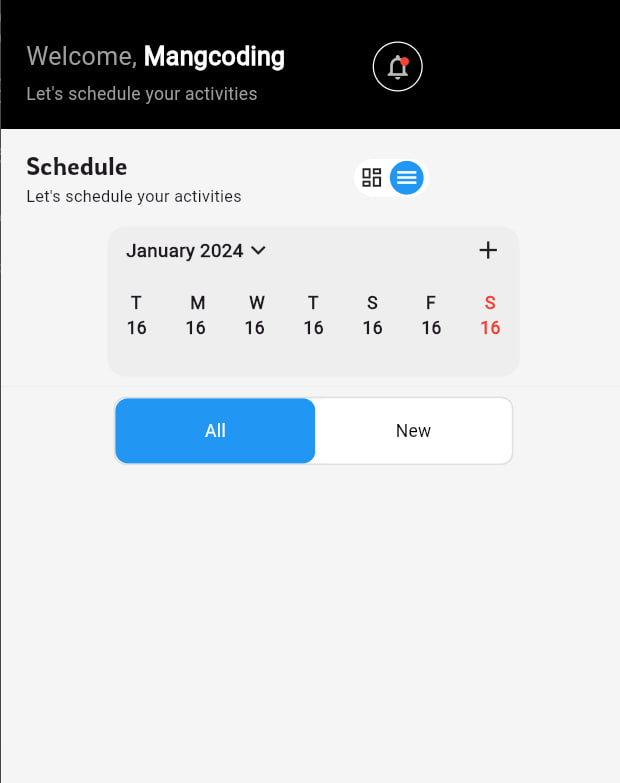 Welcome, Mangcoding
Let's schedule your activities
Schedule
Let's schedule your activities
January 2024
T M W T S F S
16 16 16 16 16 16 16
All New